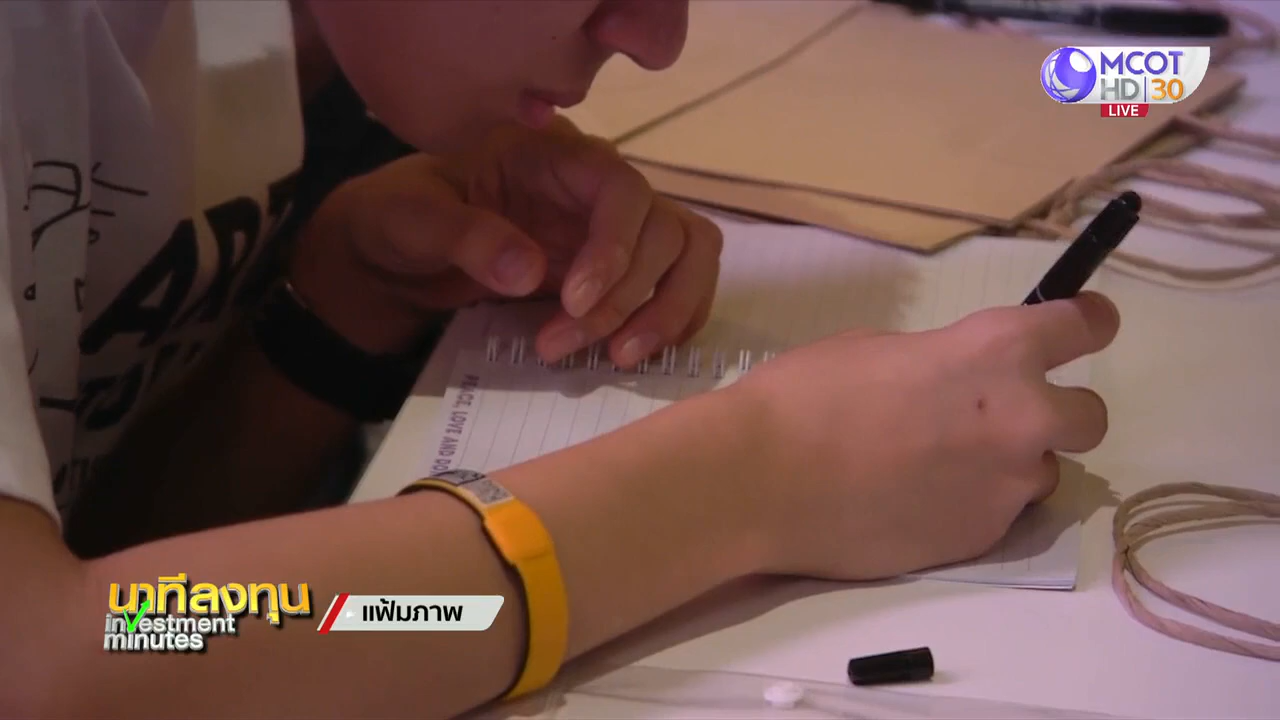 MCOT
HD 30
LIVE
PEACE, LOVE AND
นาทีลงทุน
investment
minutes
แฟ้มภาพ